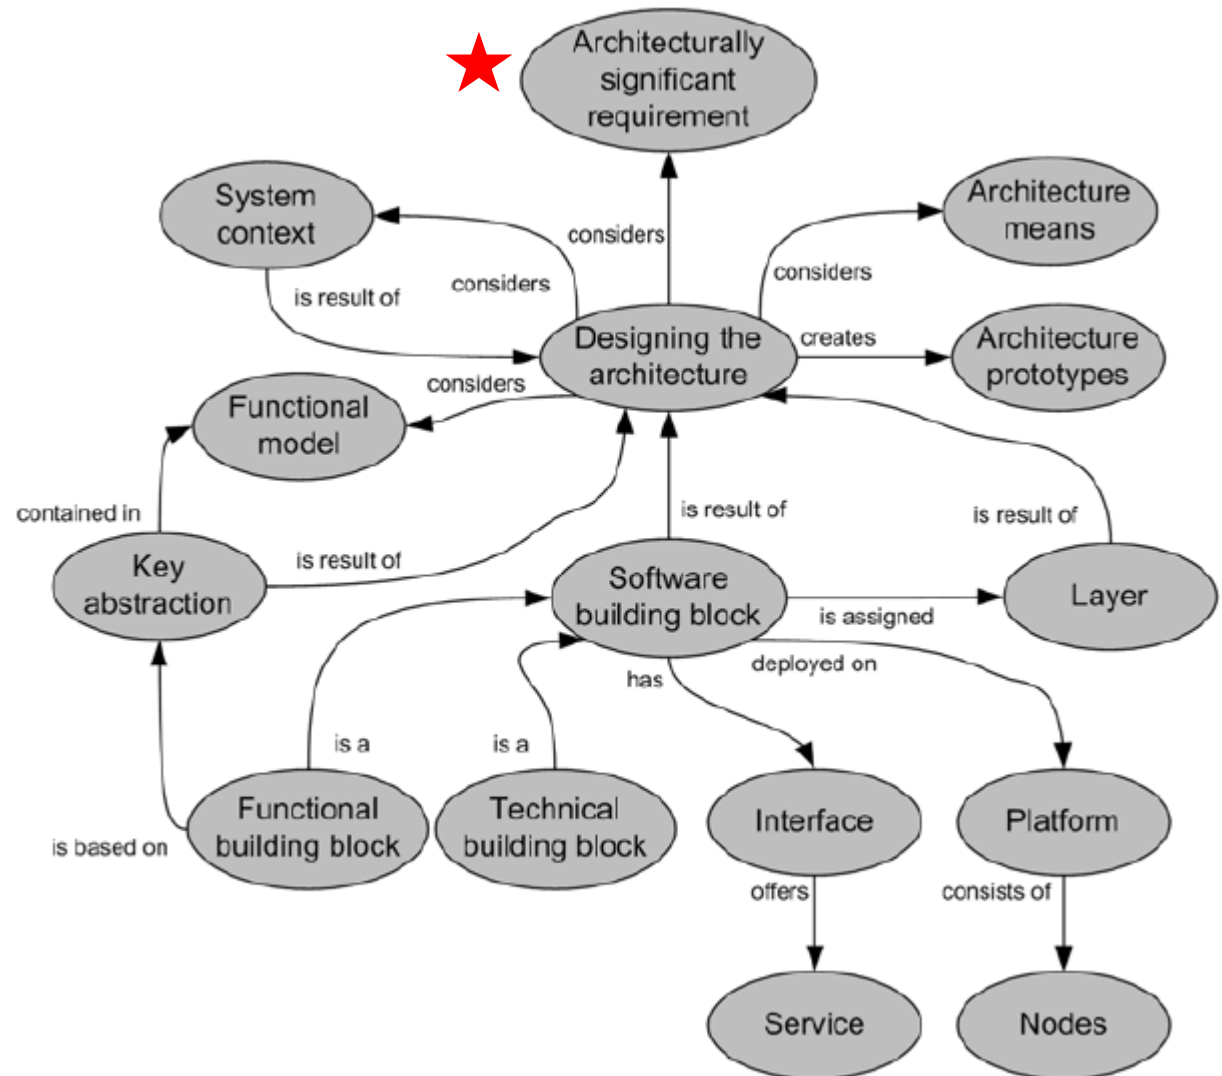 Architecturally
significant
requirement
System
context
Architecture
means
considers
considers
considers
is result of
Designing the
architecture
creates
Architecture
prototypes
considers
Functional
model
contained in
is result of
is result of
is result of
Key
abstraction
Software
building block
is assigned
Layer
has
deployed on
is a
is a
is based on
Functional
building block
Technical
building block
Interface
Platform
offers
consists of
Service
Nodes